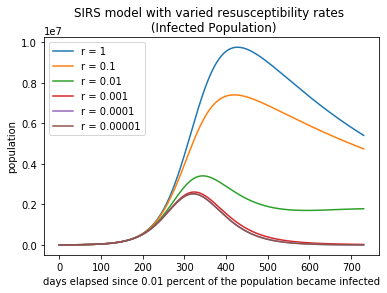 SIRS model with varied resusceptibility rates
(Infected Population)
1e7
1.0
0.8
0.6
0.4
0.2
0.0
population
r = 1
r = 0.1
r = 0.01
r = 0.001
r = 0.0001
r = 0.00001
0 100 200 300 400 500 600 700
days elapsed since 0.01 percent of the population became infected